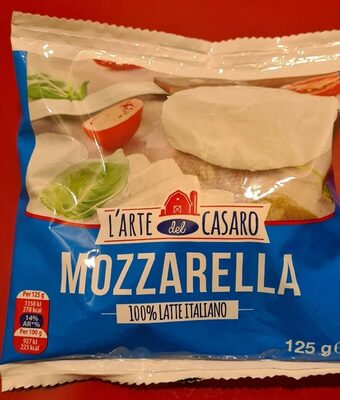 L'ARTE del CASARO
MOZZARELLA
100% LATTE ITALIANO
125 g℮
Per 125 g
1158 kJ
278 kcal
14%
AR*%
Per 100 g
927 kJ
223 kcal